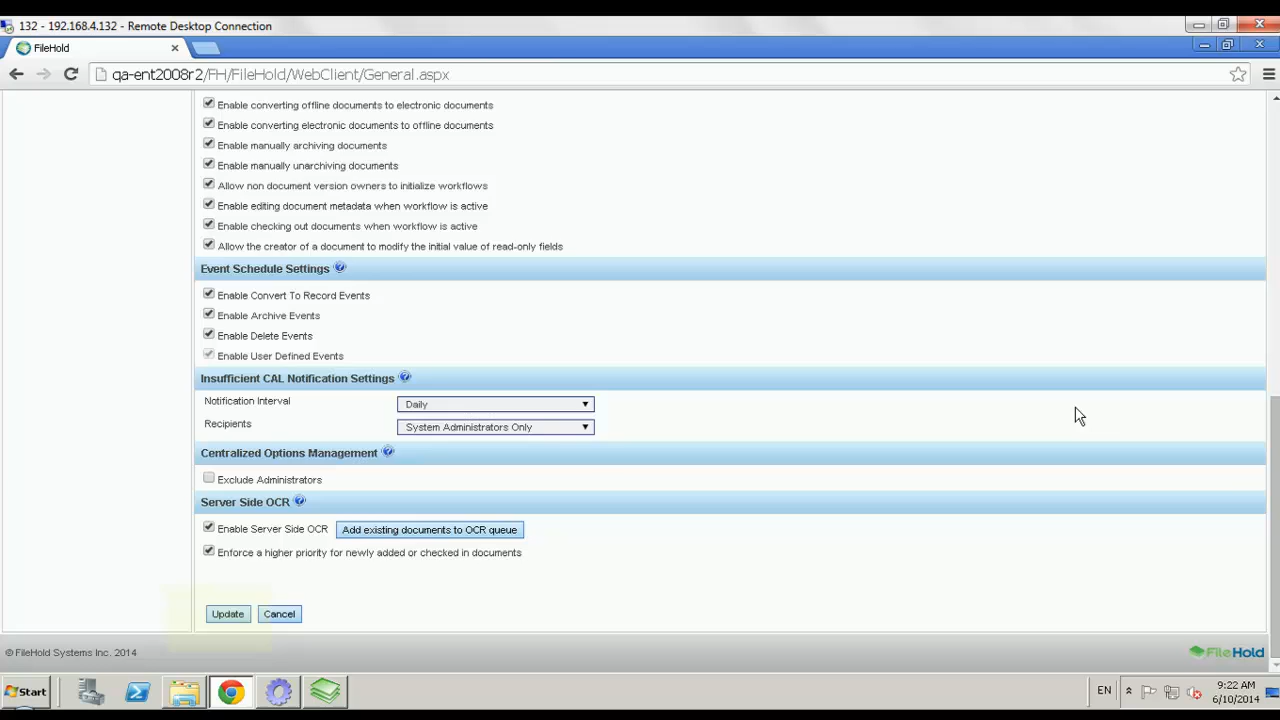 132 - 192.168.4.132 - Remote Desktop Connection
FileHold
qa-ent2008r2/FH/FileHold/WebClient/General.aspx
Enable converting offline documents to electronic documents
Enable converting electronic documents to offline documents
Enable manually archiving documents
Enable manually unarchiving documents
Allow non document version owners to initialize workflows
Enable editing document metadata when workflow is active
Enable checking out documents when workflow is active
Allow the creator of a document to modify the initial value of read-only fields
Event Schedule Settings
Enable Convert To Record Events
Enable Archive Events
Enable Delete Events
Enable User Defined Events
Insufficient CAL Notification Settings
Notification Interval Daily
Recipients System Administrators Only
Centralized Options Management
Exclude Administrators
Server Side OCR
Enable Server Side OCR Add existing documents to OCR queue
Enforce a higher priority for newly added or checked in documents
Update Cancel
© FileHold Systems Inc. 2014 FileHold
Start EN 9:22 AM
6/10/2014